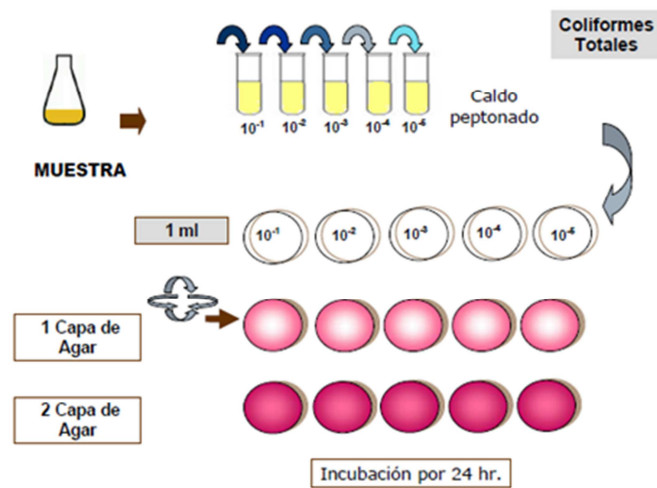 Coliformes
Totales
10⁻¹ 10⁻² 10⁻³ 10⁻⁴ 10⁻⁵
Caldo
peptonado
MUESTRA
1 ml
10⁻¹ 10⁻² 10⁻³ 10⁻⁴ 10⁻⁵
1 Capa de
Agar
2 Capa de
Agar
Incubación por 24 hr.